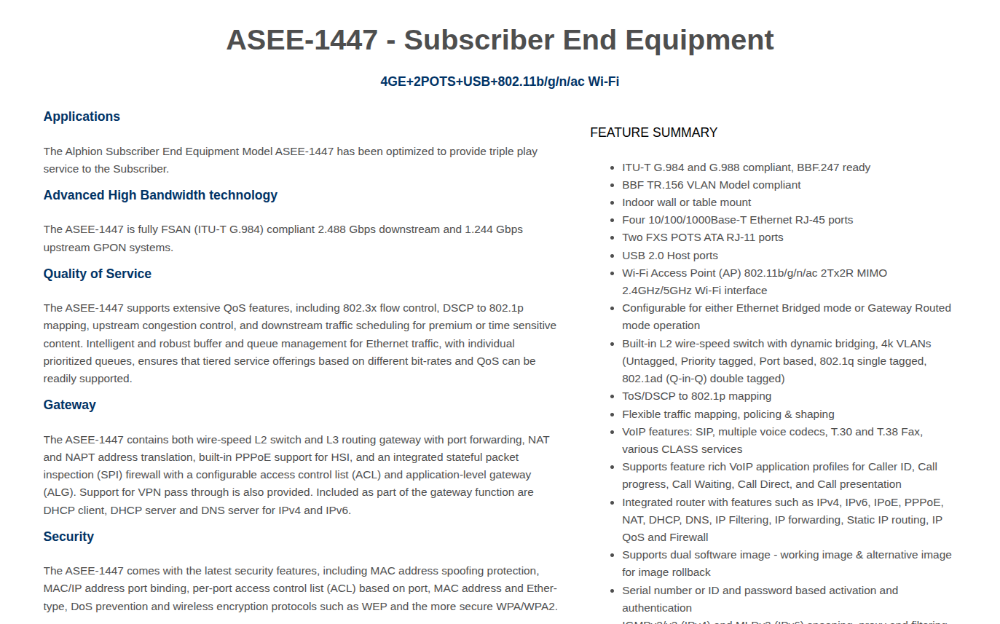 ASEE-1447 - Subscriber End Equipment
4GE+2POTS+USB+802.11b/g/n/ac Wi-Fi
Applications
The Alphion Subscriber End Equipment Model ASEE-1447 has been optimized to provide triple play
service to the Subscriber.
Advanced High Bandwidth technology
The ASEE-1447 is fully FSAN (ITU-T G.984) compliant 2.488 Gbps downstream and 1.244 Gbps
upstream GPON systems.
Quality of Service
The ASEE-1447 supports extensive QoS features, including 802.3x flow control, DSCP to 802.1p
mapping, upstream congestion control, and downstream traffic scheduling for premium or time sensitive
content. Intelligent and robust buffer and queue management for Ethernet traffic, with individual
prioritized queues, ensures that tiered service offerings based on different bit-rates and QoS can be
readily supported.
Gateway
The ASEE-1447 contains both wire-speed L2 switch and L3 routing gateway with port forwarding, NAT
and NAPT address translation, built-in PPPoE support for HSI, and an integrated stateful packet
inspection (SPI) firewall with a configurable access control list (ACL) and application-level gateway
(ALG). Support for VPN pass through is also provided. Included as part of the gateway function are
DHCP client, DHCP server and DNS server for IPv4 and IPv6.
Security
The ASEE-1447 comes with the latest security features, including MAC address spoofing protection,
MAC/IP address port binding, per-port access control list (ACL) based on port, MAC address and Ether-
type, DoS prevention and wireless encryption protocols such as WEP and the more secure WPA/WPA2.
FEATURE SUMMARY
• ITU-T G.984 and G.988 compliant, BBF.247 ready
• BBF TR.156 VLAN Model compliant
• Indoor wall or table mount
• Four 10/100/1000Base-T Ethernet RJ-45 ports
• Two FXS POTS ATA RJ-11 ports
• USB 2.0 Host ports
• Wi-Fi Access Point (AP) 802.11b/g/n/ac 2Tx2R MIMO
2.4GHz/5GHz Wi-Fi interface
• Configurable for either Ethernet Bridged mode or Gateway Routed
mode operation
• Built-in L2 wire-speed switch with dynamic bridging, 4k VLANs
(Untagged, Priority tagged, Port based, 802.1q single tagged,
802.1ad (Q-in-Q) double tagged)
• ToS/DSCP to 802.1p mapping
• Flexible traffic mapping, policing & shaping
• VoIP features: SIP, multiple voice codecs, T.30 and T.38 Fax,
various CLASS services
• Supports feature rich VoIP application profiles for Caller ID, Call
progress, Call Waiting, Call Direct, and Call presentation
• Integrated router with features such as IPv4, IPv6, IPoE, PPPoE,
NAT, DHCP, DNS, IP Filtering, IP forwarding, Static IP routing, IP
QoS and Firewall
• Supports dual software image - working image & alternative image
for image rollback
• Serial number or ID and password based activation and
authentication